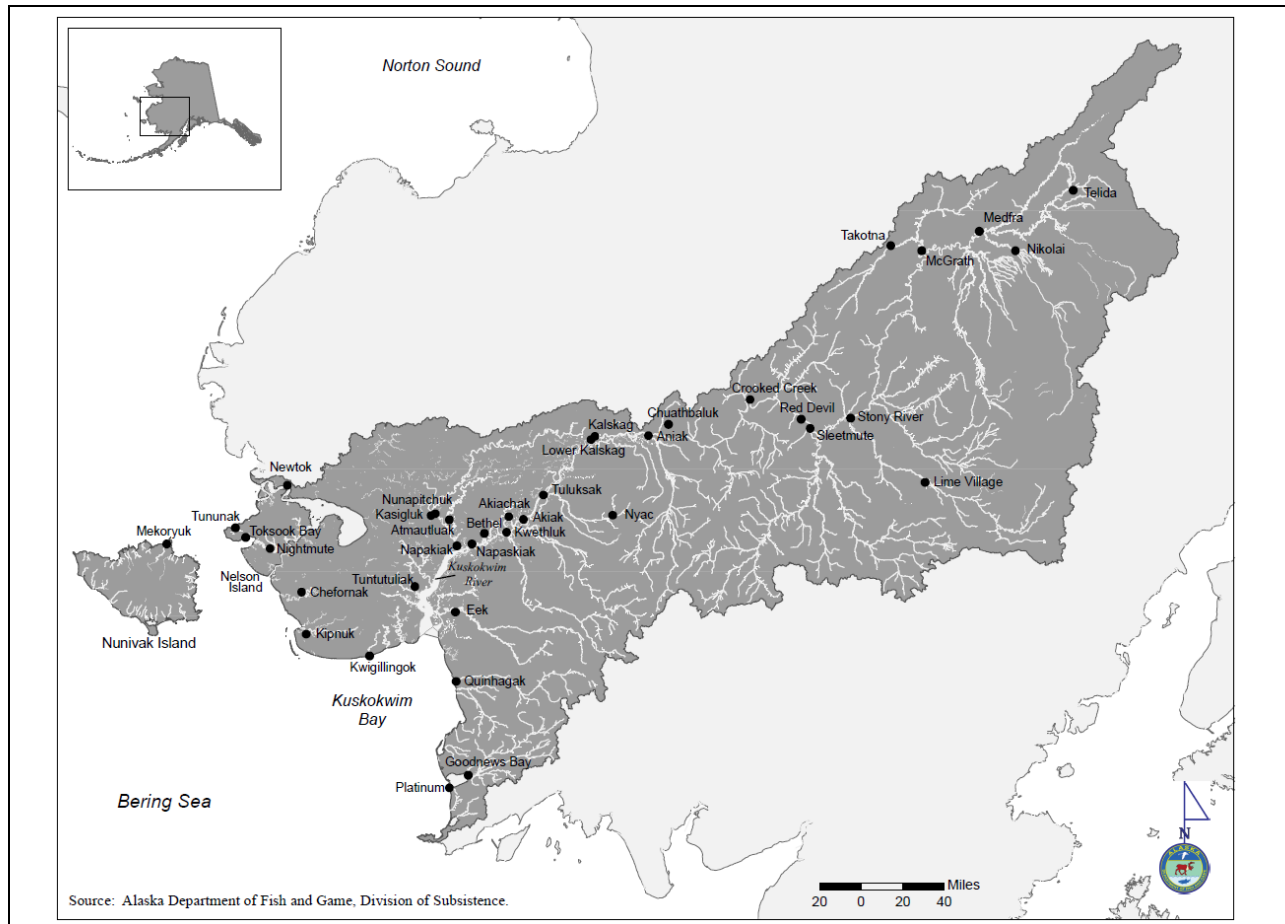 Norton Sound
Telida
Medfra
Takotna
McGrath
Nikolai
Crooked Creek
Chuathbaluk
Red Devil
Stony River
Kalskag
Aniak
Sleetmute
Lower Kalskag
Newtok
Lime Village
Tuluksak
Nunapitchuk
Akiachak
Kasigluk
Akiak
Nyac
Tununak
Bethel
Mekoryuk
Toksook Bay
Atmautluak
Kwethluk
Nightmute
Napakiak
Napaskiak
Kuskokwim
River
Nelson
Island
Tuntutuliak
Chefornak
Eek
Kipnuk
Nunivak Island
Kwigillingok
Quinhagak
Kuskokwim
Bay
Goodnews Bay
Platinum
Bering Sea
N
ALASKA
Miles
20 0 20 40
Source: Alaska Department of Fish and Game, Division of Subsistence.